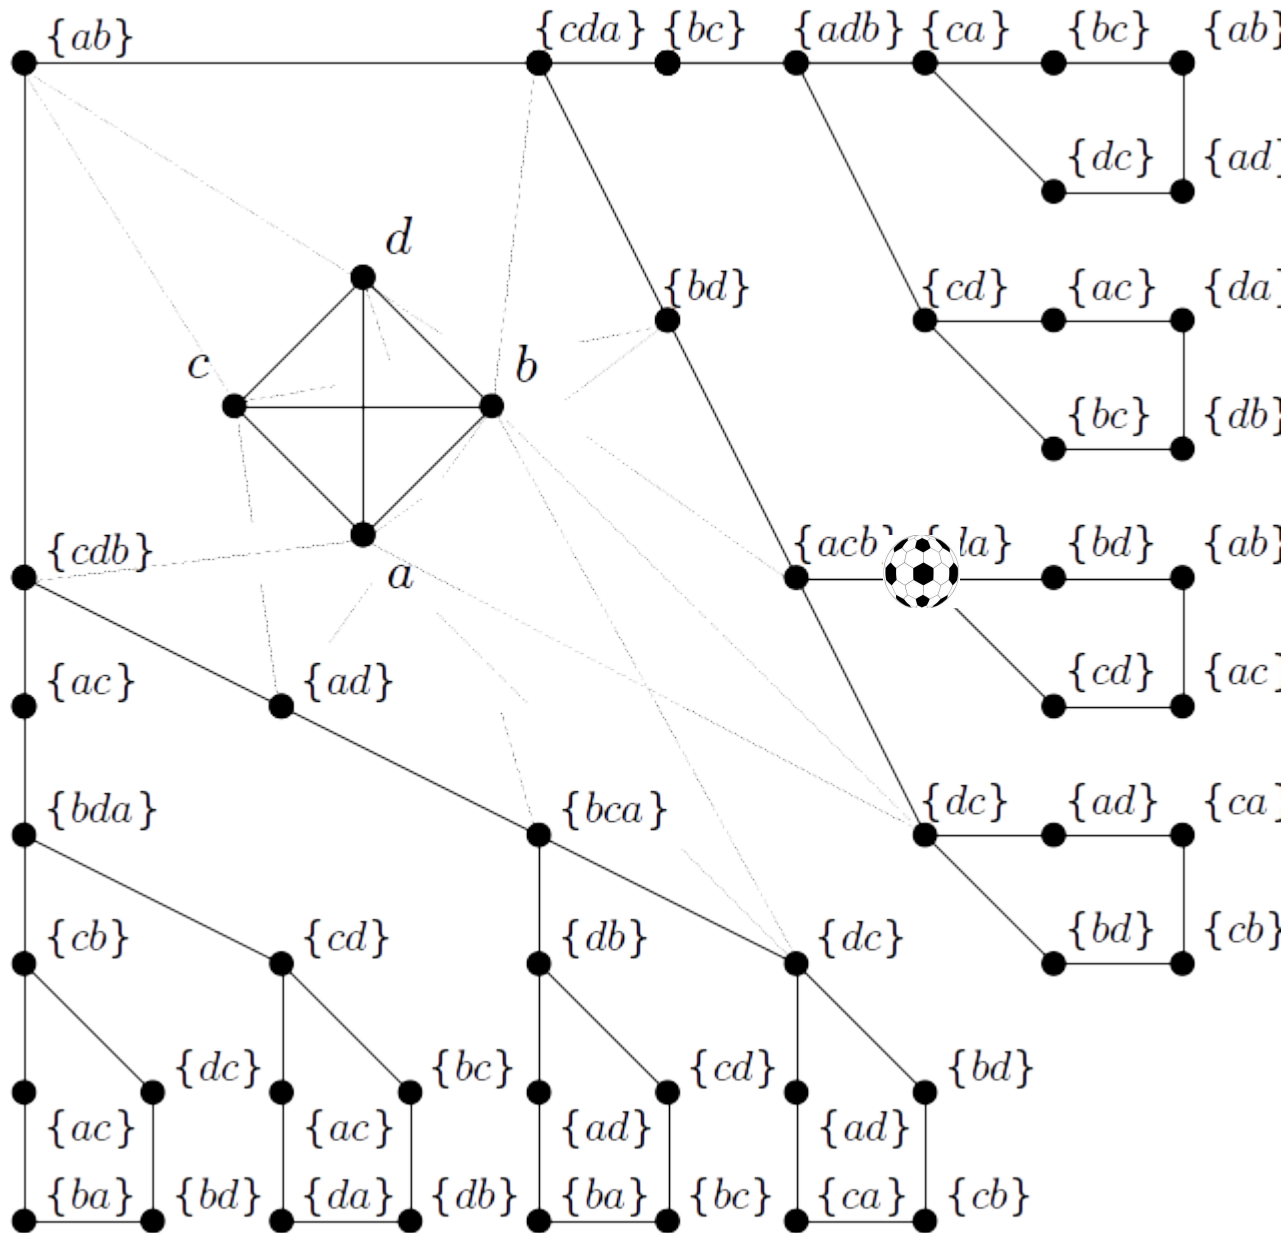 {ab} {cda} {bc} {adb} {ca} {bc} {ab}
{dc} {ad}
d
{bd} {cd} {ac} {da}
c b
{bc} {db}
{cdb} a {acb} {bd} {ab}
{ac} {ad} {cd} {ac}
{bda} {bca} {dc} {ad} {ca}
{cb} {cd} {db} {dc} {bd} {cb}
{dc} {bc} {cd} {bd}
{ac} {ac} {ad} {ad}
{ba} {bd} {da} {db} {ba} {bc} {ca} {cb}